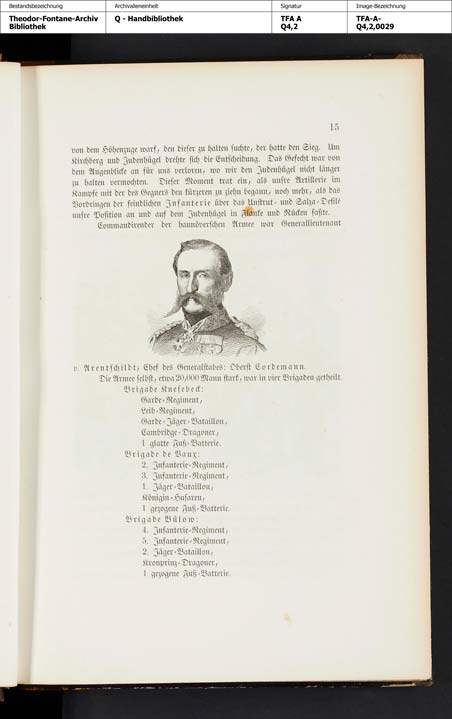 Bestandsbezeichnung Archivalieneinheit Signatur Image-Bezeichnung
Theodor-Fontane-Archiv Q - Handbibliothek TFA A TFA-A-
Bibliothek Q4,2 Q4,2,0029
15
von dem Höhenzuge warf, den dieser zu halten suchte, der hatte den Sieg. Um
Kirchberg und Judenhügel drehte sich die Entscheidung. Das Gefecht war von
dem Augenblicke an für uns verloren, wo wir den Judenhügel nicht länger
zu halten vermochten. Dieser Moment trat ein, als unsre Artillerie im
Kampfe mit der des Gegners den kürzeren zu ziehn begann, noch mehr, als das
Vordringen der feindlichen Infanterie über das Unstrut- und Salza-Defilé
unsre Position an und auf dem Judenhügel in Flanke und Rücken faßte.
Commandirender der hannöverschen Armee war Generallieutenant
v. Arentschildt; Chef des Generalstabes: Oberst Cordemann.
Die Armee selbst, etwa 20,000 Mann stark, war in vier Brigaden getheilt.
Brigade Knesebeck:
Garde-Regiment,
Leib-Regiment,
Garde-Jäger-Bataillon,
Cambridge-Dragoner,
1 glatte Fuß-Batterie.
Brigade de Vaux:
2. Infanterie-Regiment,
3. Infanterie-Regiment,
1. Jäger-Bataillon,
Königin-Husaren,
1 gezogene Fuß-Batterie.
Brigade Bülow:
4. Infanterie-Regiment,
5. Infanterie-Regiment,
2. Jäger-Bataillon,
Kronprinz-Dragoner,
1 gezogene Fuß-Batterie.